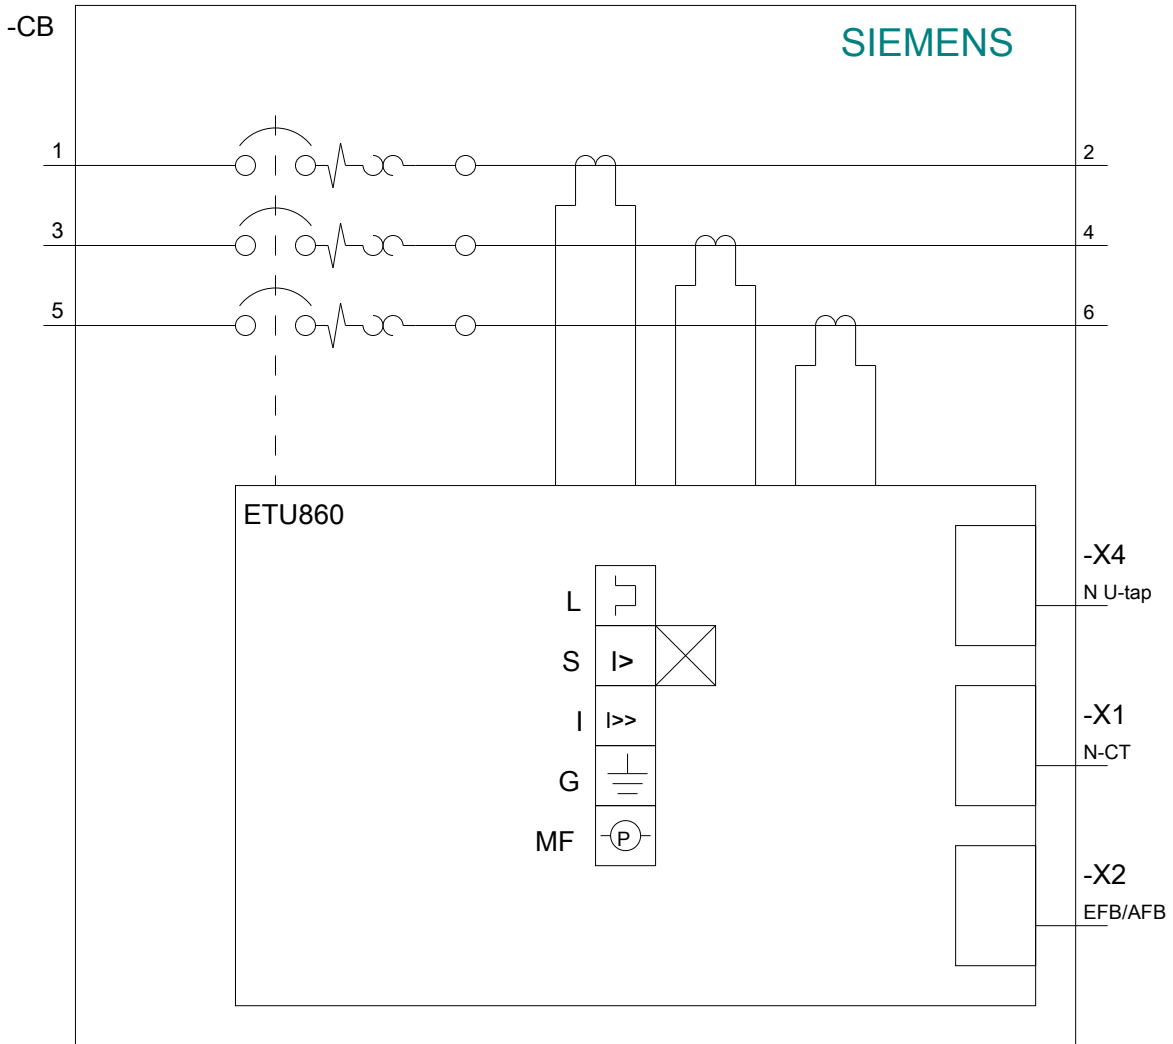 -CB
SIEMENS
1
2
3
4
5
6
ETU860
-X4
N U-tap
L
S
I>
I
I>>
-X1
N-CT
G
MF
P
-X2
EFB/AFB